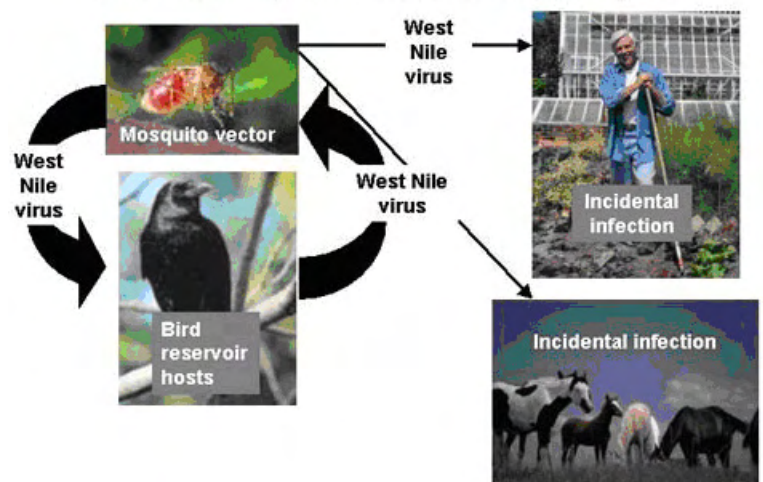 West
Nile
virus
Mosquito vector
West
Nile
virus
West Nile
virus
Incidental
infection
Bird
reservoir
hosts
Incidental infection